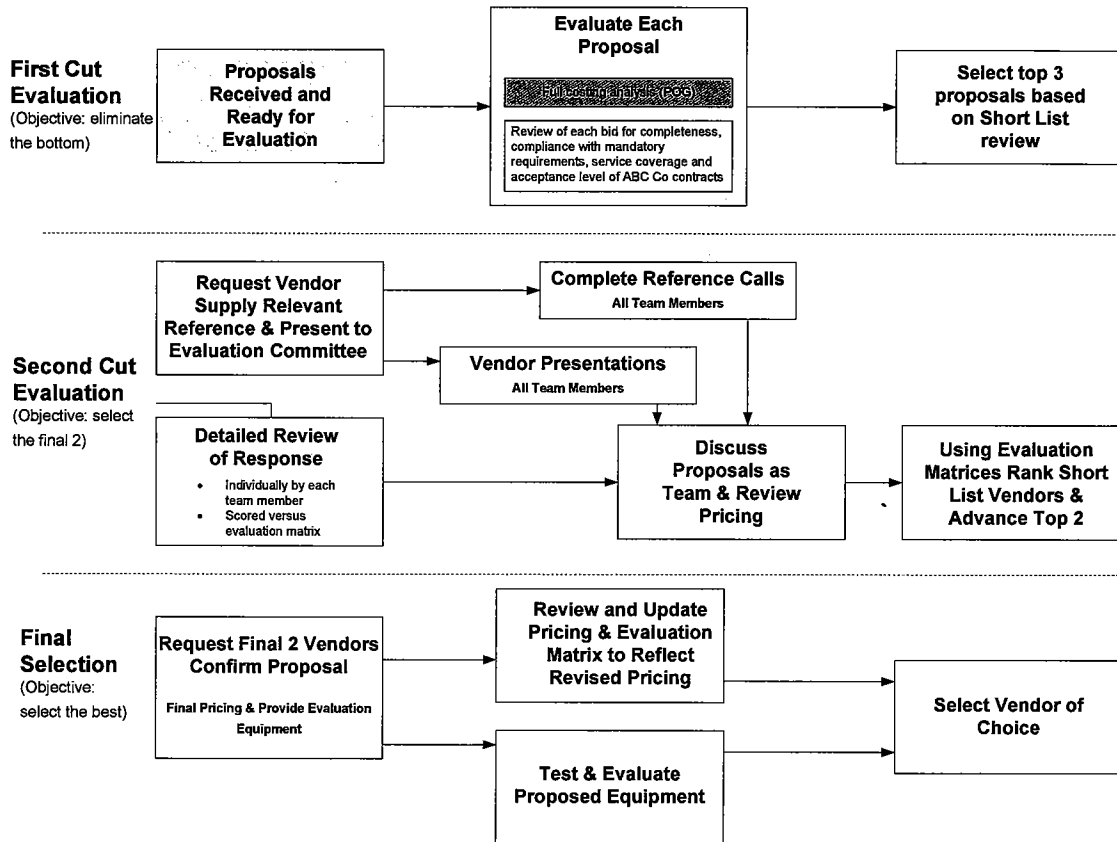 First Cut
Evaluation
(Objective: eliminate
the bottom)
Proposals
Received and
Ready for
Evaluation
Evaluate Each
Proposal
Full costing analysis (POG)
Review of each bid for completeness,
compliance with mandatory
requirements, service coverage and
acceptance level of ABC Co contracts
Select top 3
proposals based
on Short List
review
Second Cut
Evaluation
(Objective: select
the final 2)
Request Vendor
Supply Relevant
Reference & Present to
Evaluation Committee
Complete Reference Calls
All Team Members
Vendor Presentations
All Team Members
Detailed Review
of Response
• Individually by each
team member
• Scored versus
evaluation matrix
Discuss
Proposals as
Team & Review
Pricing
Using Evaluation
Matrices Rank Short
List Vendors &
Advance Top 2
Final
Selection
(Objective:
select the best)
Request Final 2 Vendors
Confirm Proposal
Final Pricing & Provide Evaluation
Equipment
Review and Update
Pricing & Evaluation
Matrix to Reflect
Revised Pricing
Test & Evaluate
Proposed Equipment
Select Vendor of
Choice